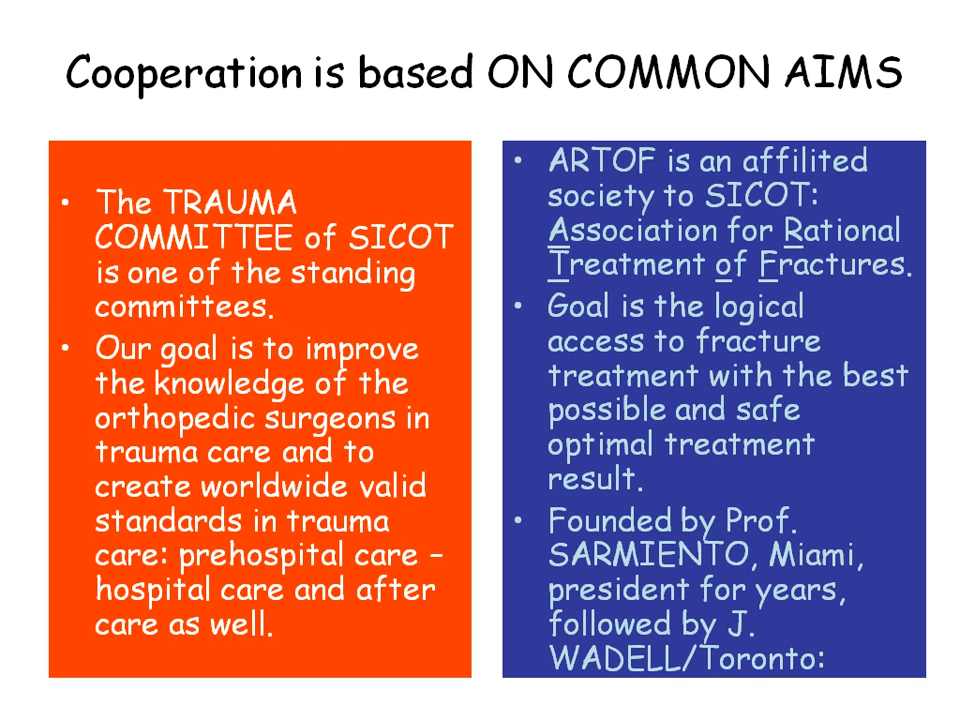 Cooperation is based ON COMMON AIMS
• The TRAUMA
COMMITTEE of SICOT
is one of the standing
committees.
• Our goal is to improve
the knowledge of the
orthopedic surgeons in
trauma care and to
create worldwide valid
standards in trauma
care: prehospital care –
hospital care and after
care as well.
• ARTOF is an affilited
society to SICOT:
Association for Rational
Treatment of Fractures.
• Goal is the logical
access to fracture
treatment with the best
possible and safe
optimal treatment
result.
• Founded by Prof.
SARMIENTO, Miami,
president for years,
followed by J.
WADELL/Toronto: